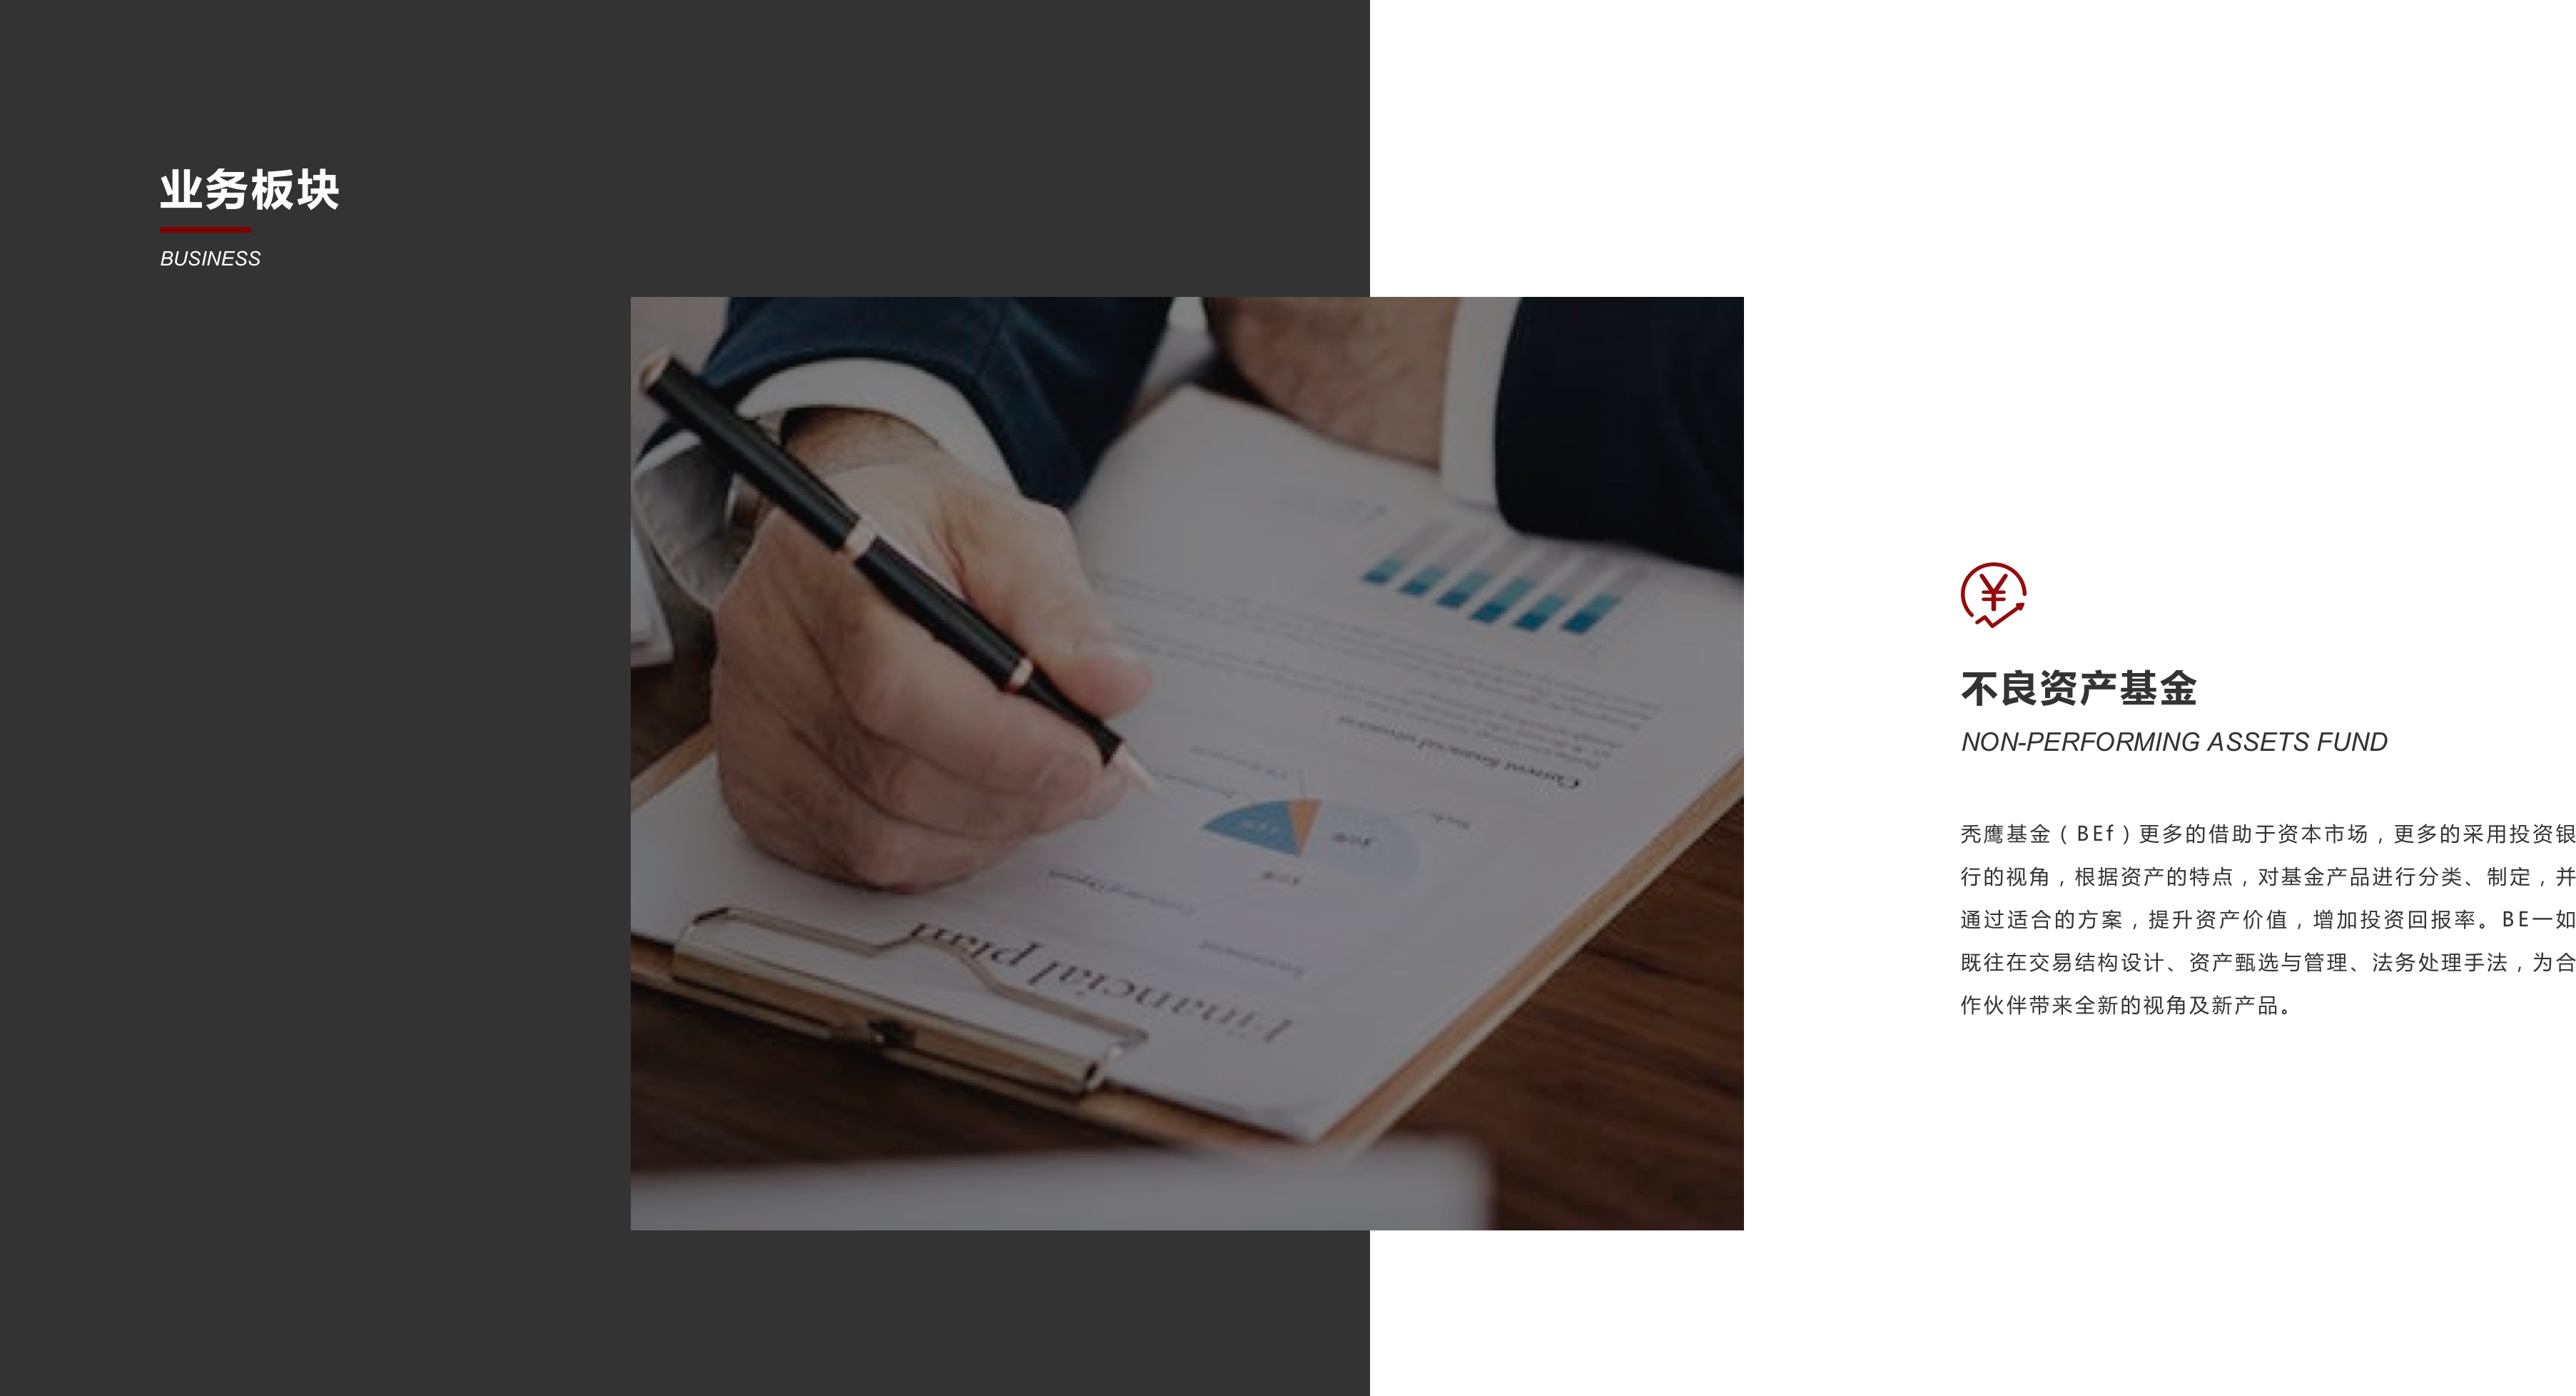 业务板块
BUSINESS
¥
不良资产基金
NON-PERFORMING ASSETS FUND
秃鹰基金（BEf）更多的借助于资本市场，更多的采用投资银
行的视角，根据资产的特点，对基金产品进行分类、制定，并
通过适合的方案，提升资产价值，增加投资回报率。BE一如
既往在交易结构设计、资产甄选与管理、法务处理手法，为合
作伙伴带来全新的视角及新产品。
Current financial situation
Financial plan